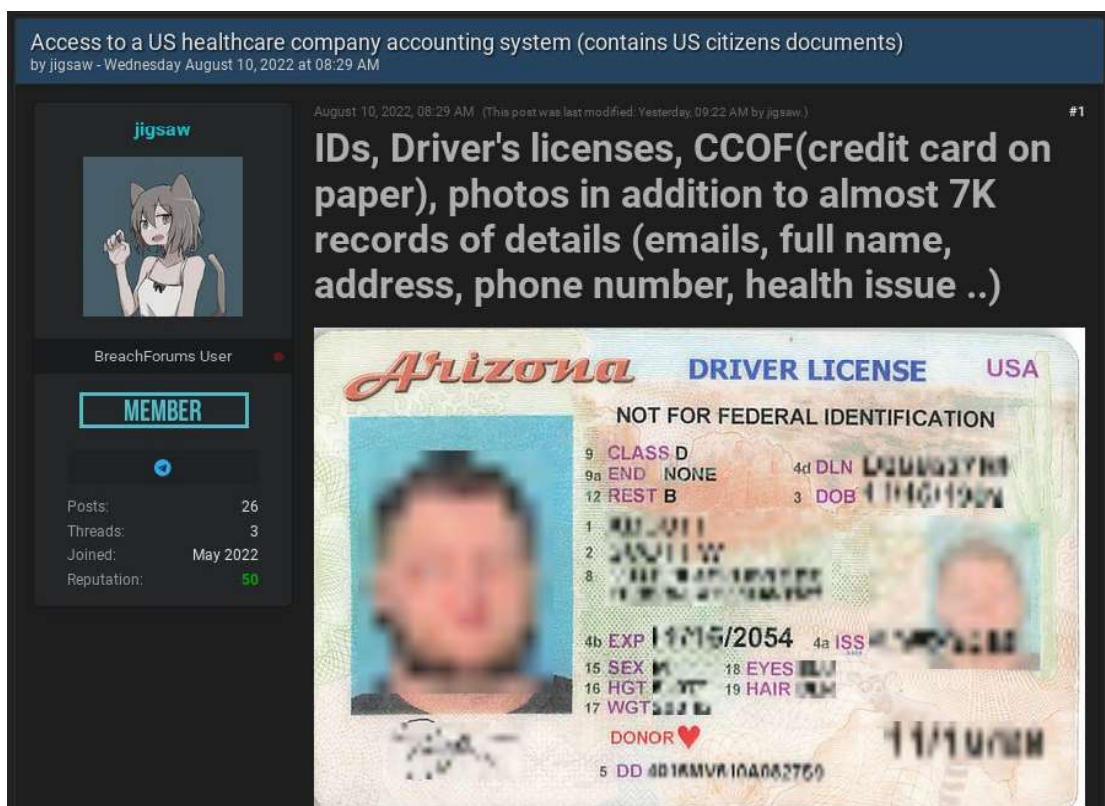 Access to a US healthcare company accounting system (contains US citizens documents)
by jigsaw - Wednesday August 10, 2022 at 08:29 AM
jigsaw
BreachForums User
MEMBER
Posts: 26
Threads: 3
Joined: May 2022
Reputation: 50
August 10, 2022, 08:29 AM (This post was last modified: Yesterday, 09:22 AM by jigsaw.) #1
IDs, Driver's licenses, CCOF(credit card on
paper), photos in addition to almost 7K
records of details (emails, full name,
address, phone number, health issue ..)
Arizona DRIVER LICENSE USA
NOT FOR FEDERAL IDENTIFICATION
9 CLASS D
9a END NONE 4d DLN
12 REST B 3 DOB
1
2
8
4b EXP /2054 4a ISS
15 SEX 18 EYES
16 HGT 19 HAIR
17 WGT
DONOR
5 DD